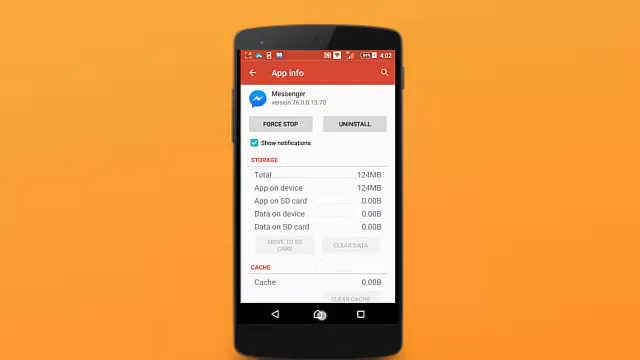 94% 4:02
App info
Messenger
version 76.0.0.13.70
FORCE STOP UNINSTALL
Show notifications
STORAGE
Total 124MB
App on device 124MB
App on SD card 0.00B
Data on device 0.00B
Data on SD card 0.00B
MOVE TO SD
CARD
CLEAR DATA
CACHE
Cache 0.00B
CLEAR CACHE